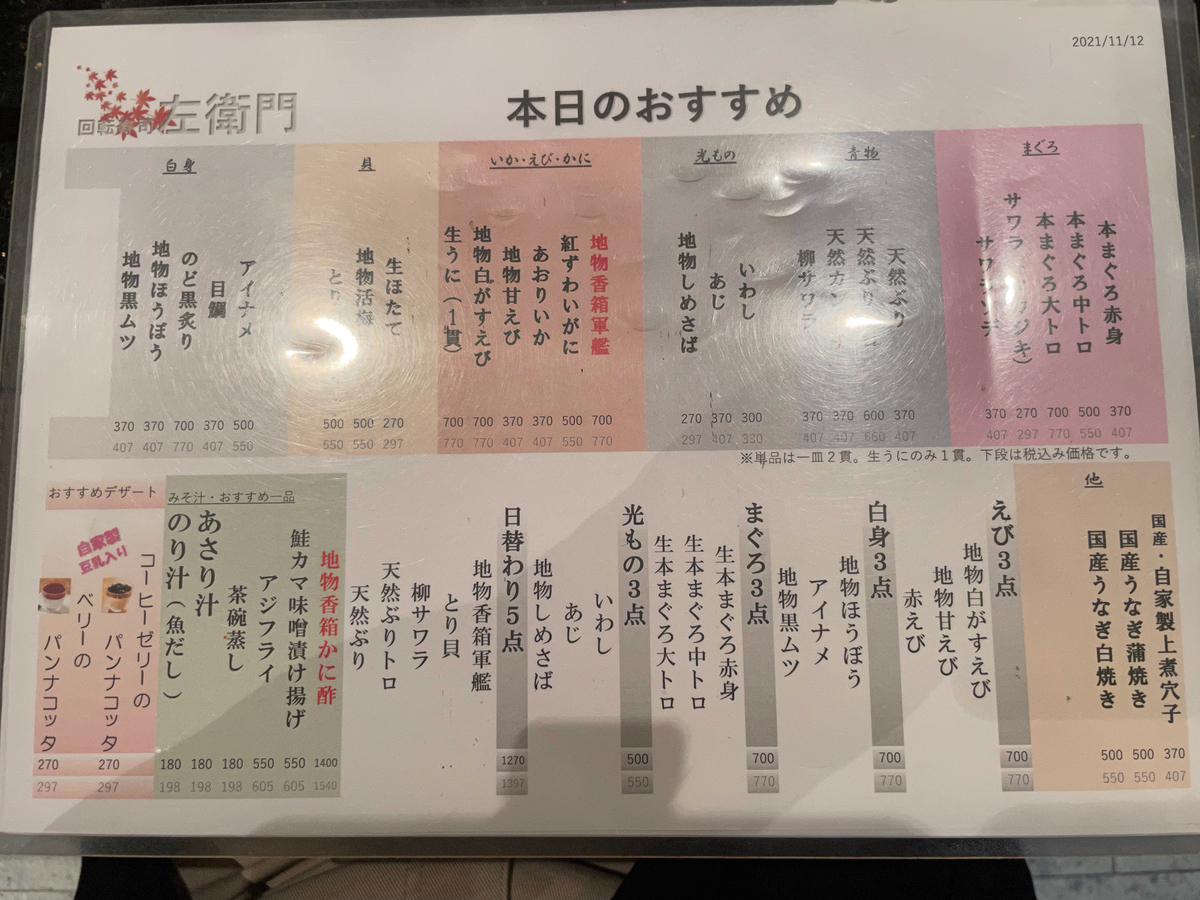 2021/11/12
回転寿司 左衛門
本日のおすすめ
まぐろ
本まぐろ赤身 370 407
本まぐろ中トロ 500 550
本まぐろ大トロ 700 770
サワラ カジキ） 270 297
370 407
青物
天然ぶり 370 407
天然ぶり 600 660
天然カン 370 407
柳サワラ 370 407
光もの
いわし 300 330
あじ 370 407
地物しめさば 270 297
いか・えび・かに
地物香箱軍艦 700 770
紅ずわいがに 500 550
あおりいか 370 407
地物甘えび 370 407
地物白がすえび 700 770
生うに（1貫） 700 770
貝
生ほたて 270 297
地物活梅 500 550
とり 500 550
白身
アイナメ 500 550
目鯛 370 407
のど黒炙り 700 770
地物ほうぼう 370 407
地物黒ムツ 370 407
※単品は一皿２貫。生うにのみ１貫。下段は税込み価格です。
他
国産・自家製上煮穴子 370 407
国産うなぎ蒲焼き 500 550
国産うなぎ白焼き 500 550
えび３点 700 770
地物白がすえび
地物甘えび
赤えび
白身３点 700 770
地物ほうぼう
アイナメ
地物黒ムツ
まぐろ３点 700 770
生本まぐろ赤身
生本まぐろ中トロ
生本まぐろ大トロ
光もの３点 500 550
いわし
あじ
地物しめさば
日替わり５点 1270 1397
地物香箱軍艦
とり貝
柳サワラ
天然ぶりトロ
天然ぶり
みそ汁・おすすめ一品
地物香箱かに酢 1400 1540
鮭カマ味噌漬け揚げ 550 605
アジフライ 550 605
茶碗蒸し 180 198
あさり汁 180 198
のり汁（魚だし） 180 198
おすすめデザート
自家製
豆乳入り
コーヒーゼリーの
パンナコッタ 270 297
ベリーの
パンナコッタ 270 297